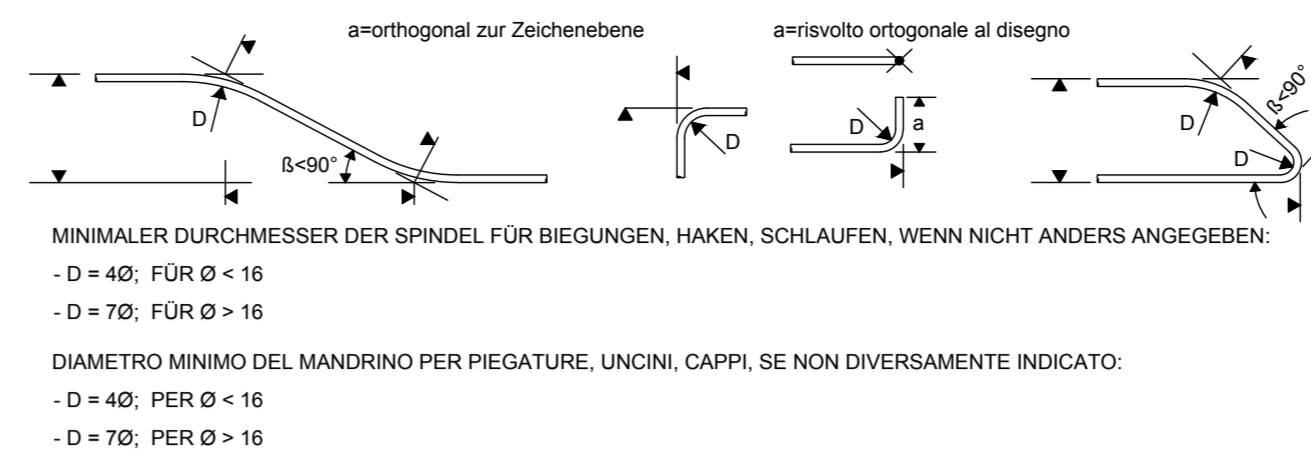 a=orthogonal zur Zeichenebene a=risvolto ortogonale al disegno
D
ß<90°
D
D
a
D
ß<90°
D
MINIMALER DURCHMESSER DER SPINDEL FÜR BIEGUNGEN, HAKEN, SCHLAUFEN, WENN NICHT ANDERS ANGEGEBEN:
- D = 4Ø; FÜR Ø < 16
- D = 7Ø; FÜR Ø > 16
DIAMETRO MINIMO DEL MANDRINO PER PIEGATURE, UNCINI, CAPPI, SE NON DIVERSAMENTE INDICATO:
- D = 4Ø; PER Ø < 16
- D = 7Ø; PER Ø > 16